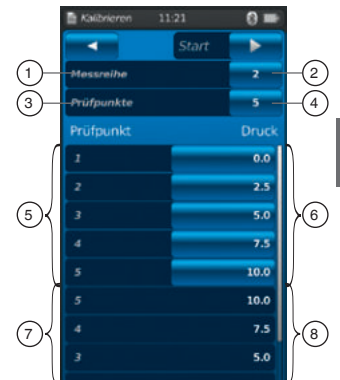 Kalibrieren 11:21
Start
1 Messreihe 2 2
3 Prüfpunkte 5 4
Prüfpunkt Druck
1 0.0
2 2.5
5 3 5.0 6
4 7.5
5 10.0
5 10.0
7 4 7.5 8
3 5.0